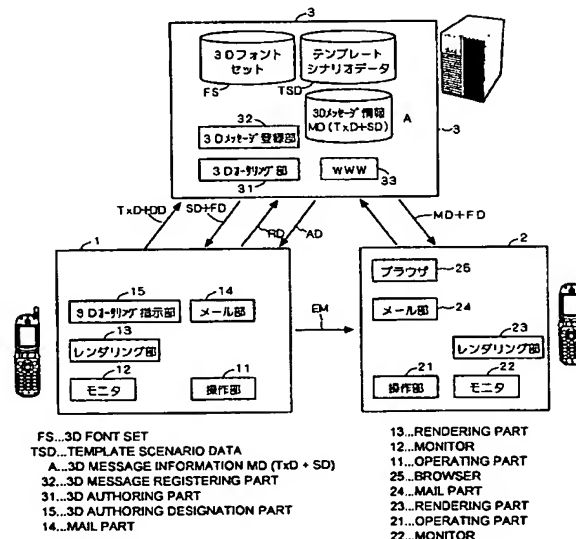 3
3Dフォント
セット
テンプレート
シナリオデータ
FS
TSD
3Dメッセージ情報
MD (TxD+SD)
A
32
3Dメッセージ登録部
3
3Dオーサリング部
31
WWW
33
TxD+DD
SD+FD
RD
AD
MD+FD
1
2
15
3Dオーサリング指示部
14
メール部
13
レンダリング部
12
モニタ
11
操作部
EM
ブラウザ
25
メール部
24
23
レンダリング部
21
操作部
22
モニタ
FS...3D FONT SET
TSD...TEMPLATE SCENARIO DATA
A...3D MESSAGE INFORMATION MD (TxD + SD)
32...3D MESSAGE REGISTERING PART
31...3D AUTHORING PART
15...3D AUTHORING DESIGNATION PART
14...MAIL PART
13...RENDERING PART
12...MONITOR
11...OPERATING PART
25...BROWSER
24...MAIL PART
23...RENDERING PART
21...OPERATING PART
22...MONITOR